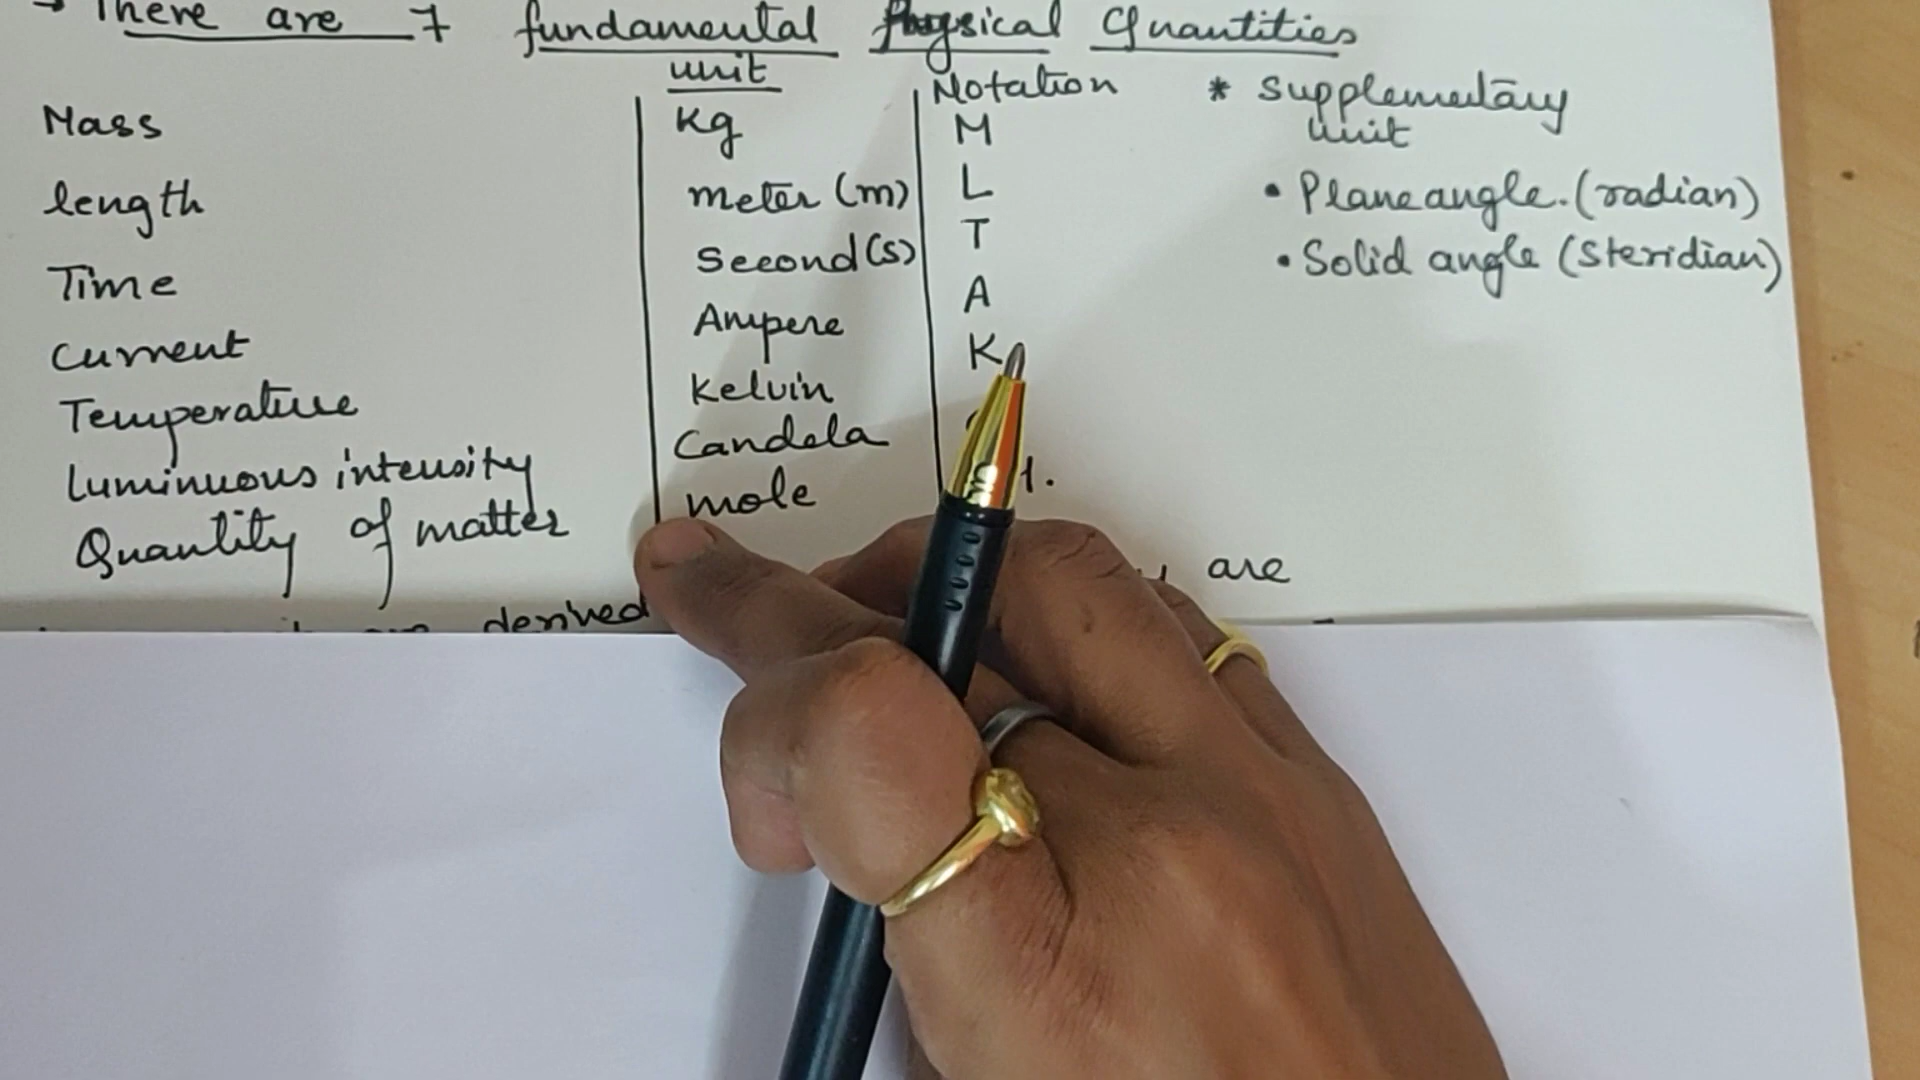 → There are 7 fundamental Physical Quantities
unit
Notation
Mass Kg M
length meter (m) L
Time Second (s) T
Current Ampere A
Temperature Kelvin K
Luminuous intensity Candela
Quantity of matter mole
* Supplementary
unit
• Plane angle. (radian)
• Solid angle (Steridian)
are
derived